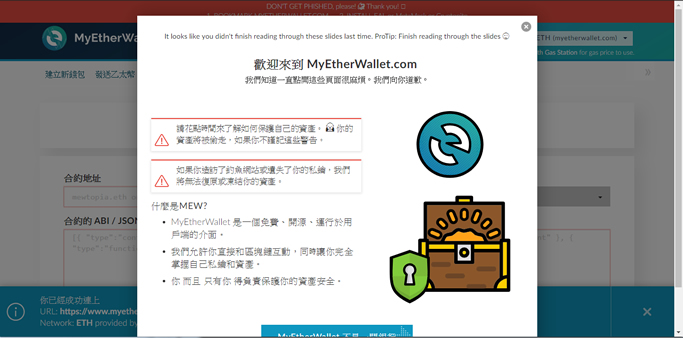 DON'T GET PHISHED, please! Thank you!
MyEtherWa
ETH (myetherwallet.com)
th Gas Station for gas price to use.
建立新錢包 發送乙太幣
It looks like you didn't finish reading through these slides last time. ProTip: Finish reading through the slides
歡迎來到 MyEtherWallet.com
我們知道一直點閱這些頁面很麻煩。我們向你道歉。
請花點時間來了解如何保護自己的資產。你的
資產將被偷走，如果你不謹記這些警告。
如果你造訪了釣魚網站或遺失了你的私鑰，我們
將無法復原或凍結你的資產。
什麼是MEW?
• MyEtherWallet 是一個免費、開源、運行於用
戶端的介面。
• 我們允許你直接和區塊鏈互動，同時讓你完全
掌握自己私鑰和資產。
• 你 而且 只有你 得負責保護你的資產安全。
合約地址
合約的 ABI / JSON
你已經成功連上
URL: https://www.myethe
Network: ETH provided by